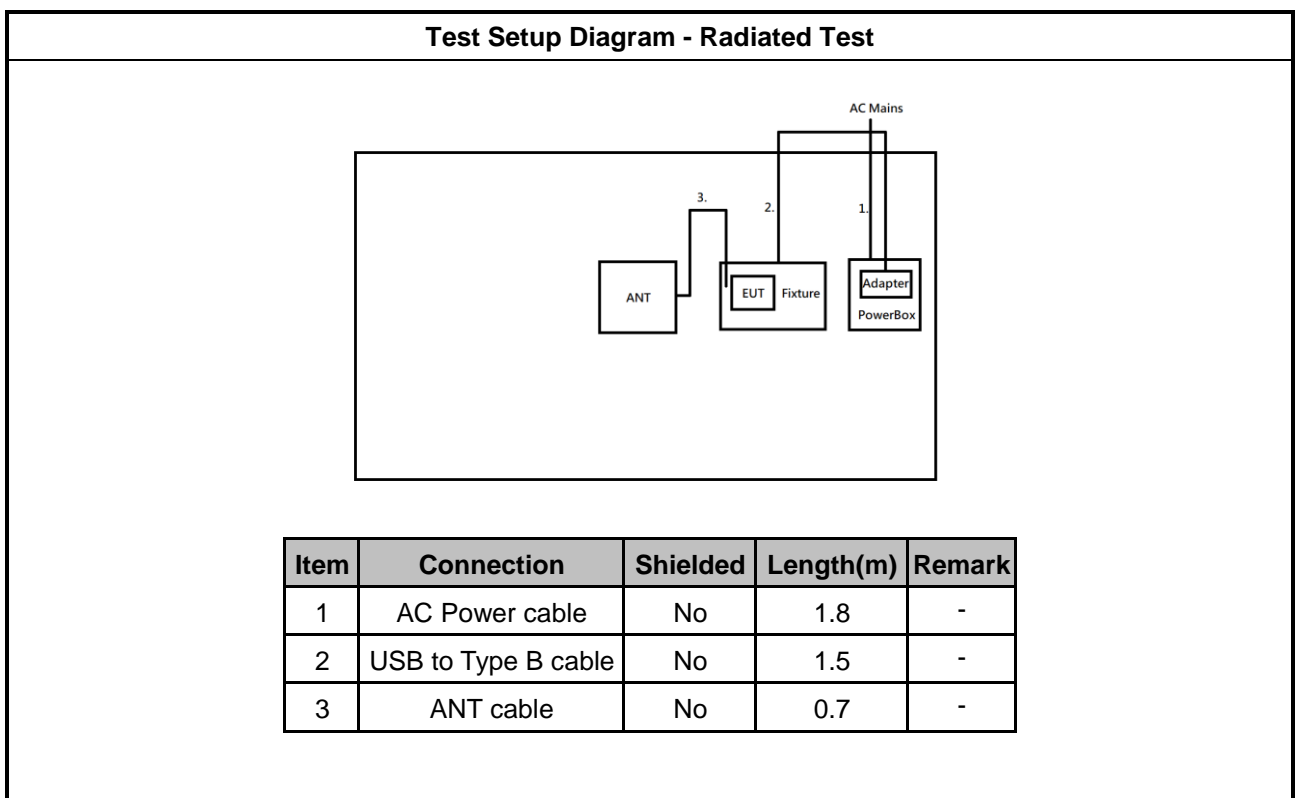 Test Setup Diagram - Radiated Test
AC Mains
3.
2.
1.
ANT
EUT
Fixture
Adapter
PowerBox
Item Connection Shielded Length(m) Remark
1 AC Power cable No 1.8 -
2 USB to Type B cable No 1.5 -
3 ANT cable No 0.7 -